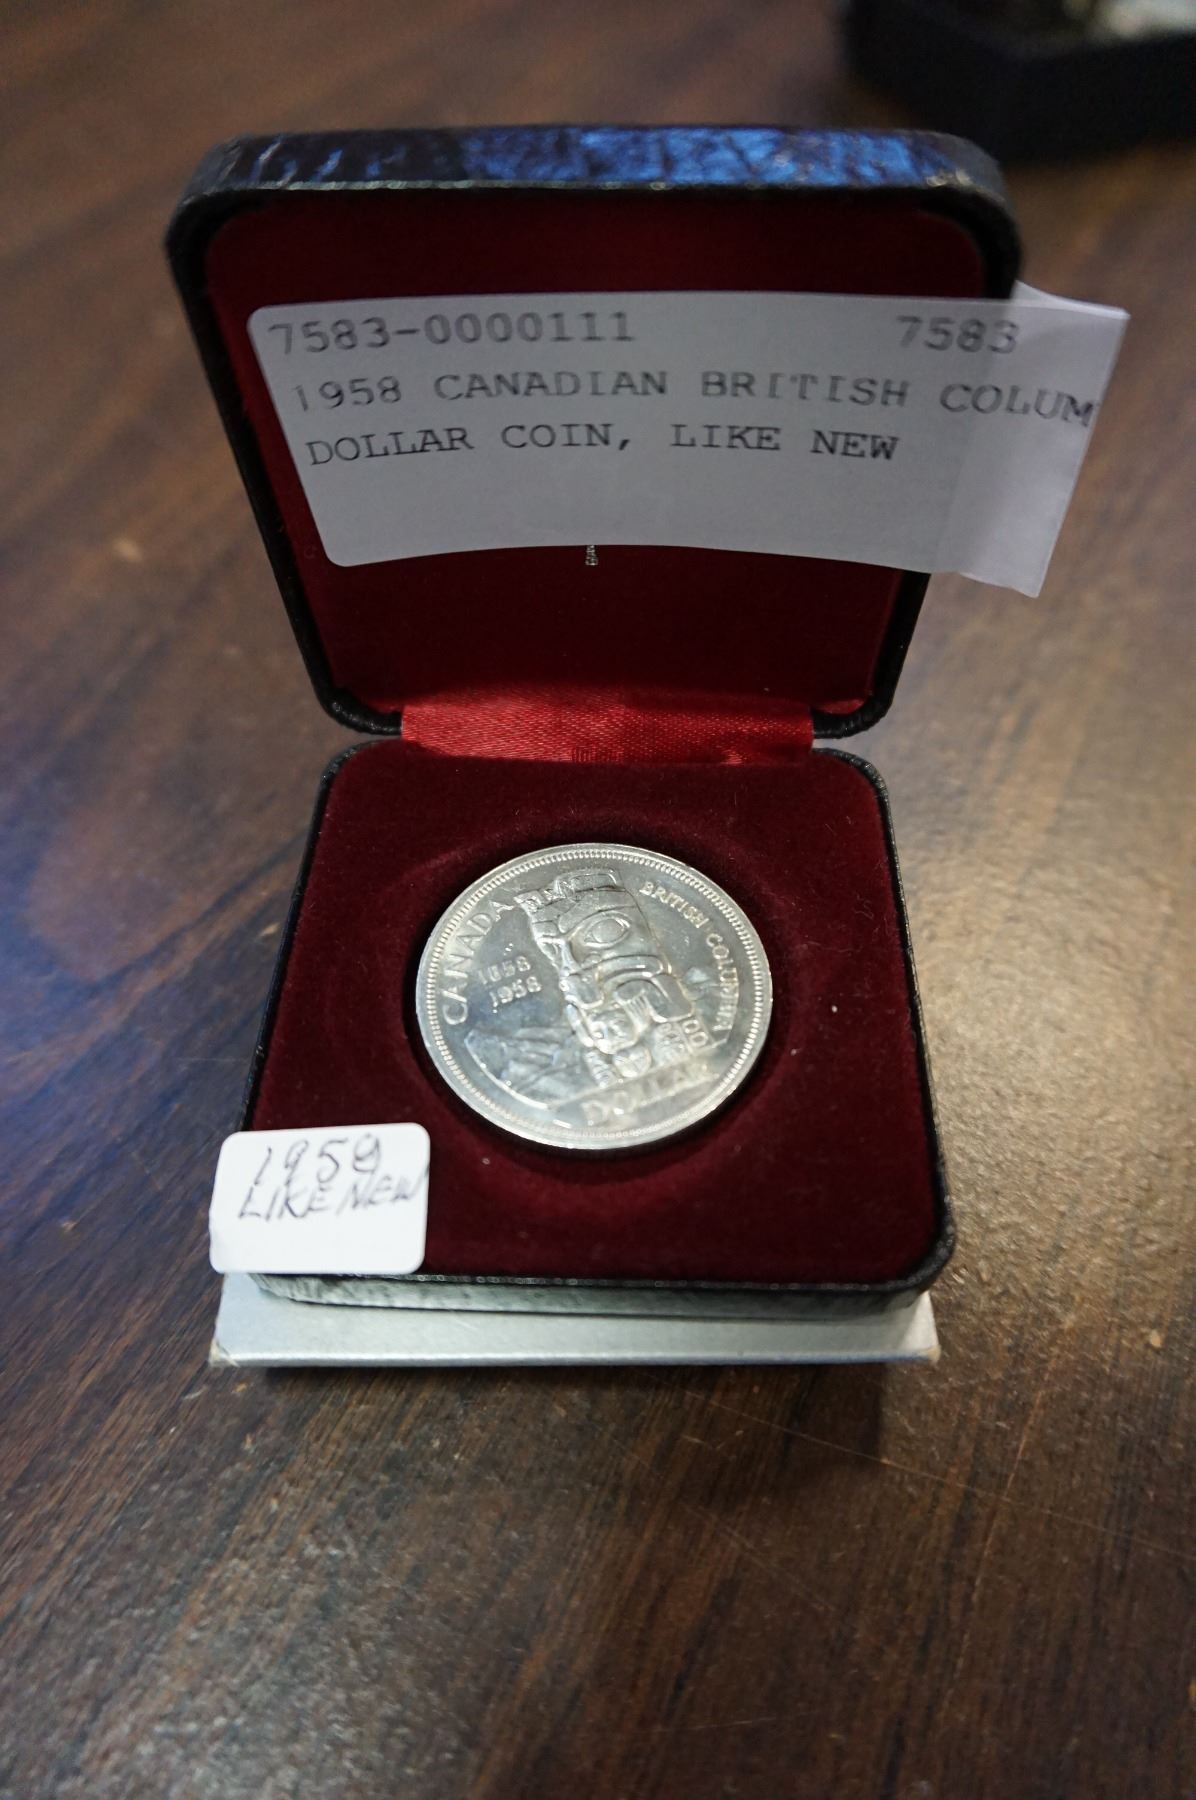 7583-0000111 7583
1958 CANADIAN BRITISH COLUM
DOLLAR COIN, LIKE NEW
CANADA
BRITISH COLUMBIA
1858
1958
DOLLAR
1958
LIKE NEW